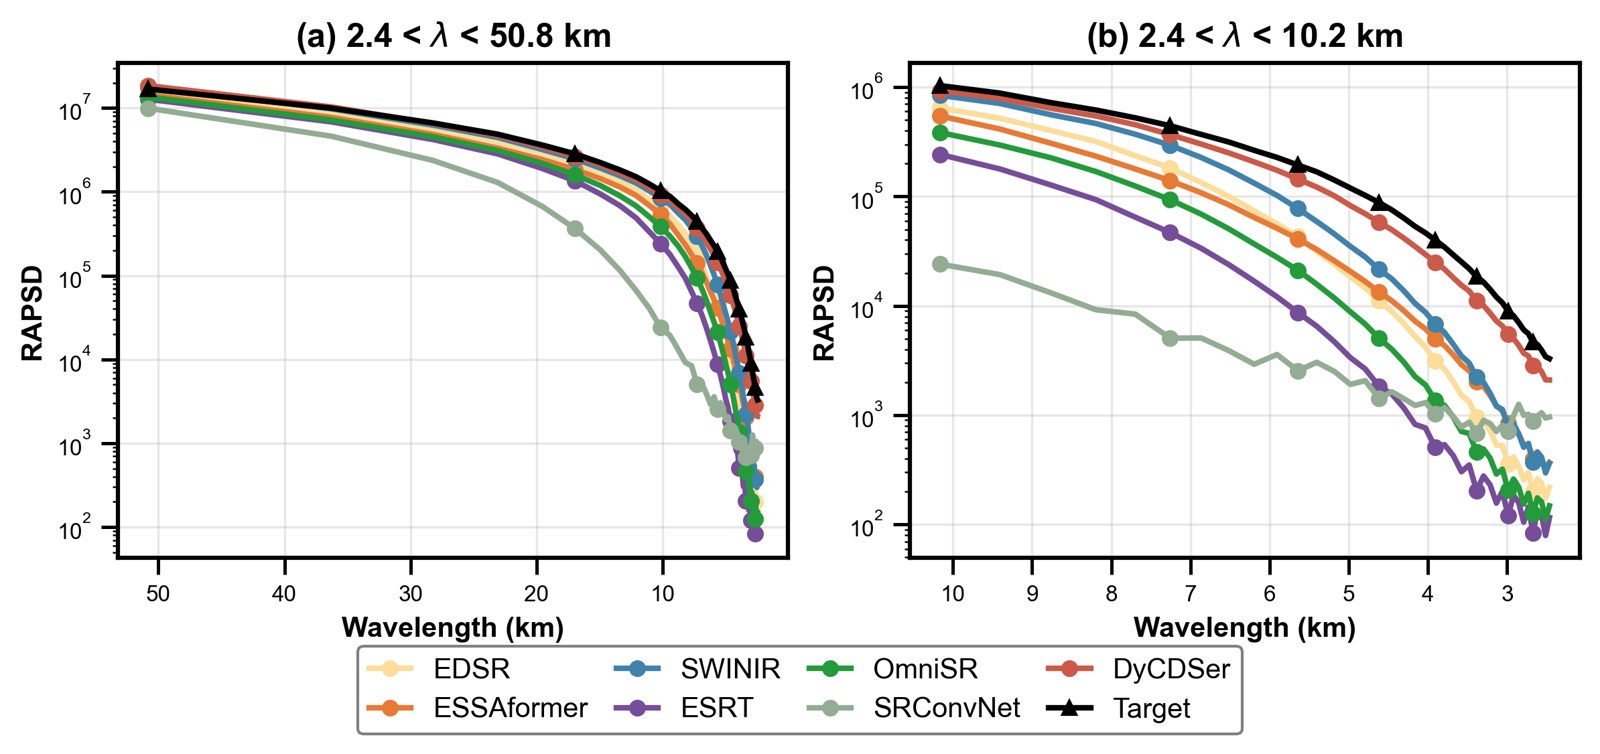 (a) 2.4 < λ < 50.8 km
RAPSD
10^7
10^6
10^5
10^4
10^3
10^2
50 40 30 20 10
Wavelength (km)
(b) 2.4 < λ < 10.2 km
RAPSD
10^6
10^5
10^4
10^3
10^2
10 9 8 7 6 5 4 3
Wavelength (km)
EDSR SWINIR OmniSR DyCDSer
ESSAformer ESRT SRConvNet Target